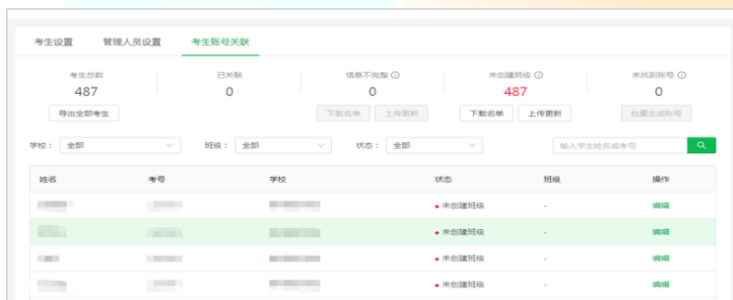 考生设置 管理人员设置 考生账号关联
考生总数 已关联 信息不完整 未创建班级 未找到账号
487 0 0 487 0
导出全部考生 下载名单 上传更新 下载名单 上传更新 批量生成账号
学校： 全部 班级： 全部 状态： 全部 输入学生姓名或考号
姓名 考号 学校 状态 班级 操作
未创建班级 - 编辑
未创建班级 - 编辑
未创建班级 - 编辑
未创建班级 - 编辑